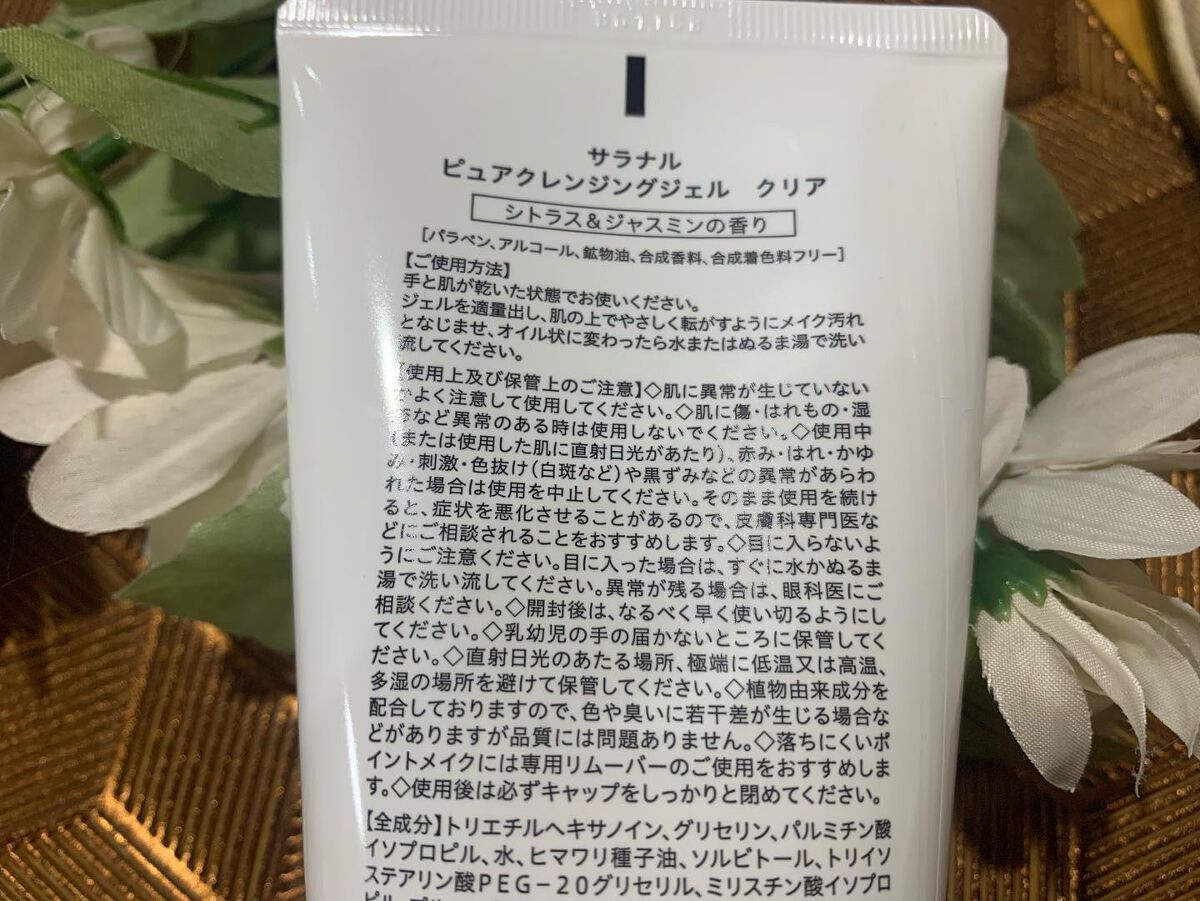 サラナル
ピュアクレンジングジェル　クリア
シトラス&ジャスミンの香り
[パラベン、アルコール、鉱物油、合成香料、合成着色料フリー]
【ご使用方法】
手と肌が乾いた状態でお使いください。
ジェルを適量出し、肌の上でやさしく転がすようにメイク汚れ
となじませ、オイル状に変わったら水またはぬるま湯で洗い
流してください。
【使用上及び保管上のご注意】◇肌に異常が生じていない
かよく注意して使用してください。◇肌に傷・はれもの・湿
疹など異常のある時は使用しないでください。◇使用中
(または使用した肌に直射日光があたり)、赤み・はれ・かゆ
み・刺激・色抜け(白斑など)や黒ずみなどの異常があらわ
れた場合は使用を中止してください。そのまま使用を続け
ると、症状を悪化させることがあるので、皮膚科専門医な
どにご相談されることをおすすめします。◇目に入らないよ
うにご注意ください。目に入った場合は、すぐに水かぬるま
湯で洗い流してください。異常が残る場合は、眼科医にご
相談ください。◇開封後は、なるべく早く使い切るようにし
てください。◇乳幼児の手の届かないところに保管してく
ださい。◇直射日光のあたる場所、極端に低温又は高温、
多湿の場所を避けて保管してください。◇植物由来成分を
配合しておりますので、色や臭いに若干差が生じる場合な
どがありますが品質には問題ありません。◇落ちにくいポ
イントメイクには専用リムーバーのご使用をおすすめしま
す。◇使用後は必ずキャップをしっかりと閉めてください。
【全成分】トリエチルヘキサノイン、グリセリン、パルミチン酸
イソプロピル、水、ヒマワリ種子油、ソルビトール、トリイソ
ステアリン酸PEG-20グリセリル、ミリスチン酸イソプロ